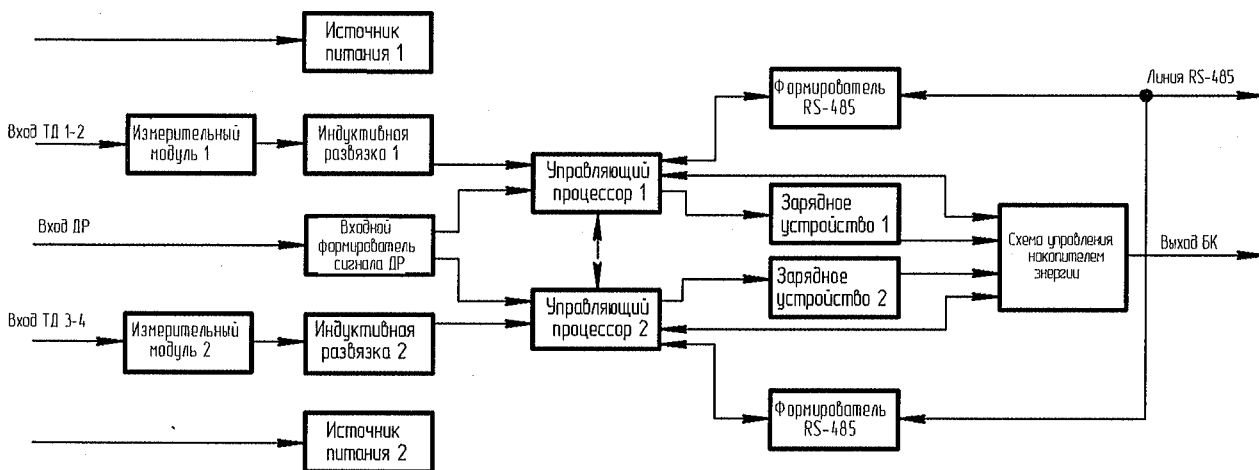 Источник
питания 1
Вход ТД 1-2
Измерительный
модуль 1
Индуктивная
развязка 1
Управляющий
процессор 1
Формирователь
RS-485
Линия RS-485
Вход ДР
Входной
формирователь
сигнала ДР
Зарядное
устройство 1
Зарядное
устройство 2
Схема управления
накопителем
энергии
Выход БК
Вход ТД 3-4
Измерительный
модуль 2
Индуктивная
развязка 2
Управляющий
процессор 2
Формирователь
RS-485
Источник
питания 2